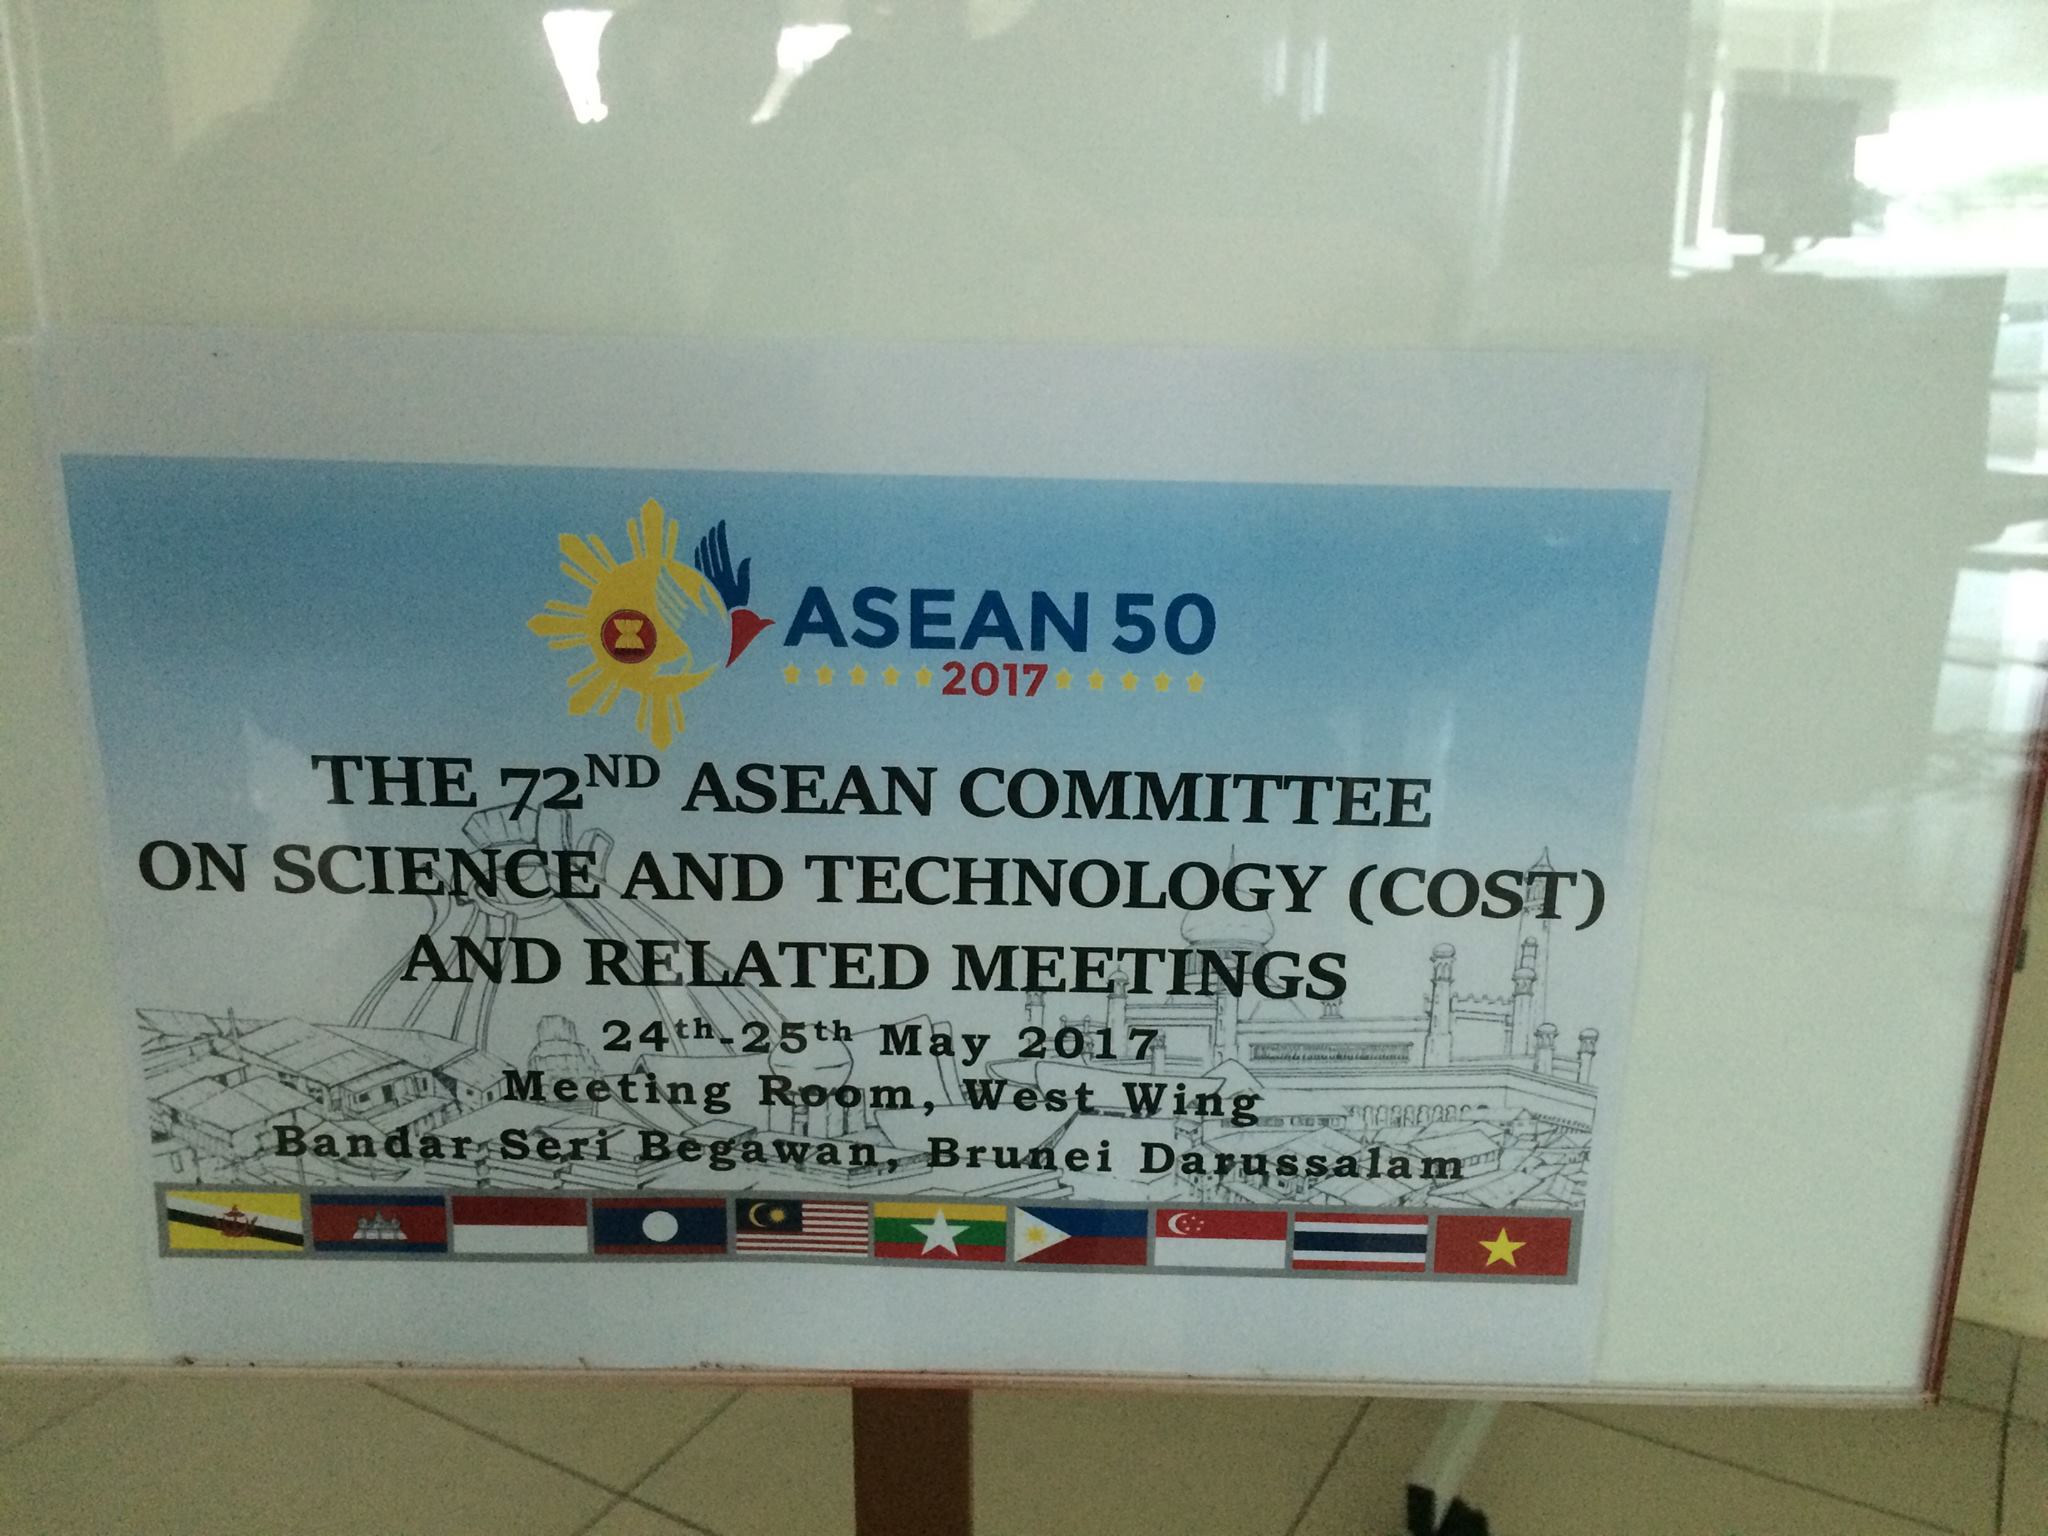 ASEAN 50
2017
THE 72ND ASEAN COMMITTEE
ON SCIENCE AND TECHNOLOGY (COST)
AND RELATED MEETINGS
24th-25th May 2017
Meeting Room, West Wing
Bandar Seri Begawan, Brunei Darussalam